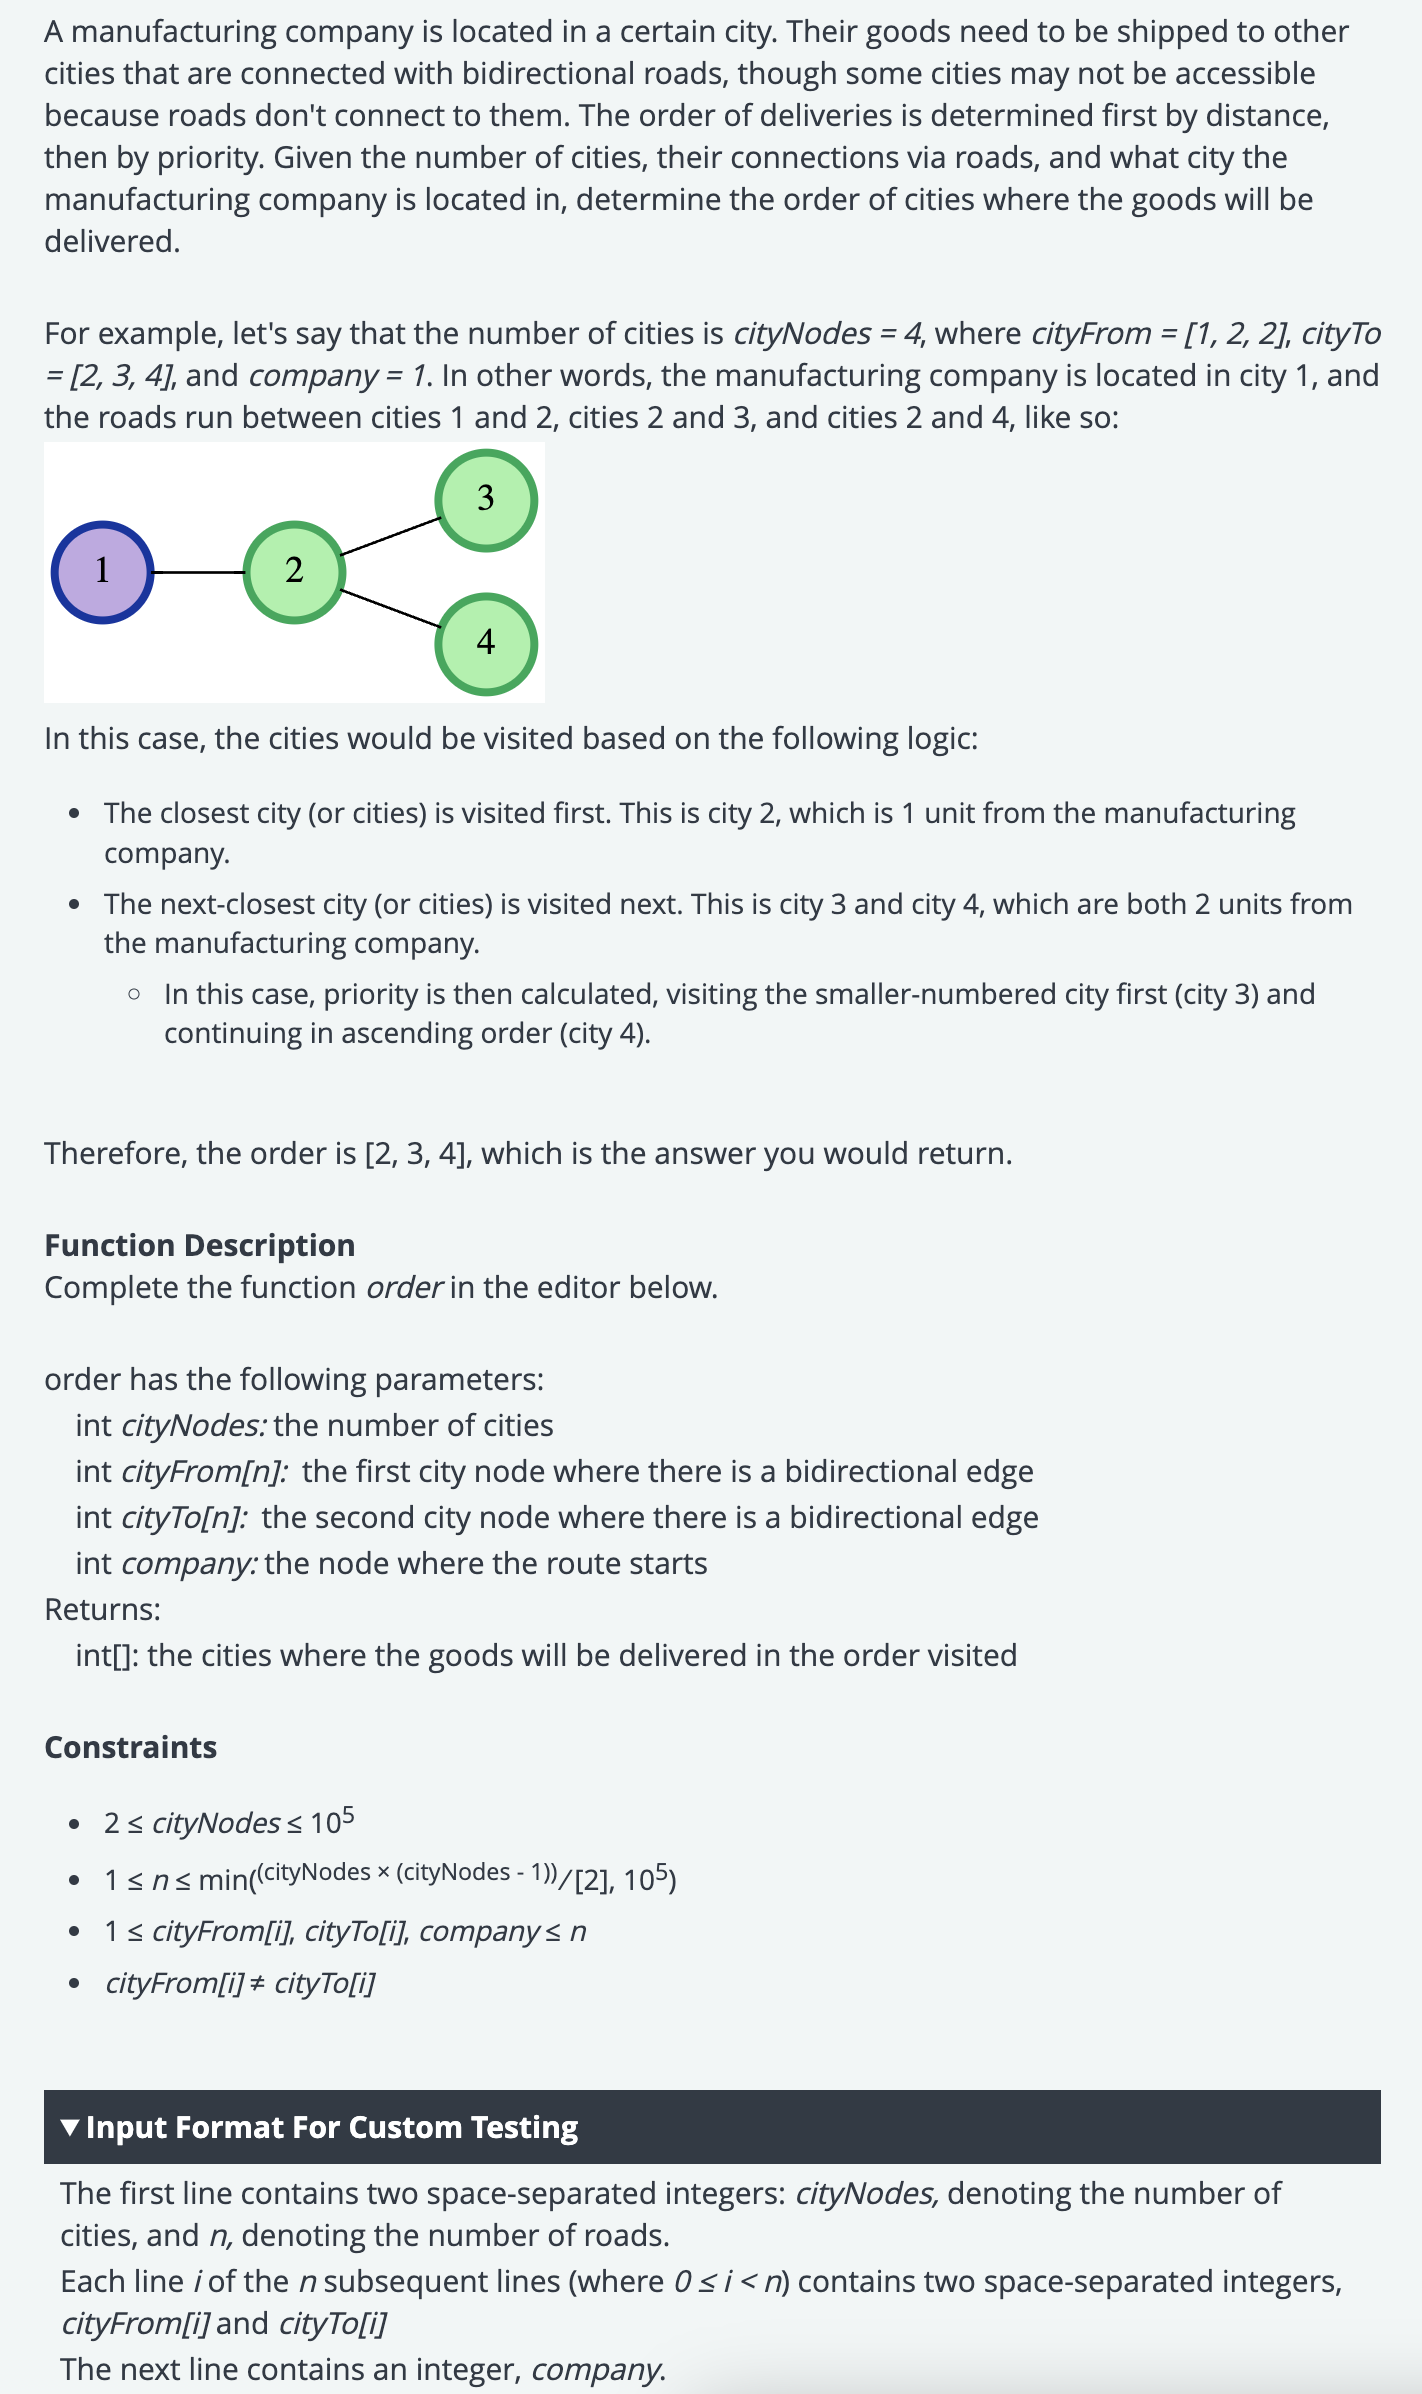 A manufacturing company is located in a certain city. Their goods need to be shipped to other
cities that are connected with bidirectional roads, though some cities may not be accessible
because roads don't connect to them. The order of deliveries is determined first by distance,
then by priority. Given the number of cities, their connections via roads, and what city the
manufacturing company is located in, determine the order of cities where the goods will be
delivered.
For example, let's say that the number of cities is cityNodes = 4, where cityFrom = [1, 2, 2], cityTo
= [2, 3, 4], and company = 1. In other words, the manufacturing company is located in city 1, and
the roads run between cities 1 and 2, cities 2 and 3, and cities 2 and 4, like so:
3
1
2
4
In this case, the cities would be visited based on the following logic:
• The closest city (or cities) is visited first. This is city 2, which is 1 unit from the manufacturing
company.
• The next-closest city (or cities) is visited next. This is city 3 and city 4, which are both 2 units from
the manufacturing company.
○ In this case, priority is then calculated, visiting the smaller-numbered city first (city 3) and
continuing in ascending order (city 4).
Therefore, the order is [2, 3, 4], which is the answer you would return.
Function Description
Complete the function order in the editor below.
order has the following parameters:
int cityNodes: the number of cities
int cityFrom[n]: the first city node where there is a bidirectional edge
int cityTo[n]: the second city node where there is a bidirectional edge
int company: the node where the route starts
Returns:
int[]: the cities where the goods will be delivered in the order visited
Constraints
• 2 ≤ cityNodes ≤ 10⁵
• 1 ≤ n ≤ min((cityNodes × (cityNodes - 1))/[2], 10⁵)
• 1 ≤ cityFrom[i], cityTo[i], company ≤ n
• cityFrom[i] ≠ cityTo[i]
▼ Input Format For Custom Testing
The first line contains two space-separated integers: cityNodes, denoting the number of
cities, and n, denoting the number of roads.
Each line i of the n subsequent lines (where 0 ≤ i < n) contains two space-separated integers,
cityFrom[i] and cityTo[i]
The next line contains an integer, company.